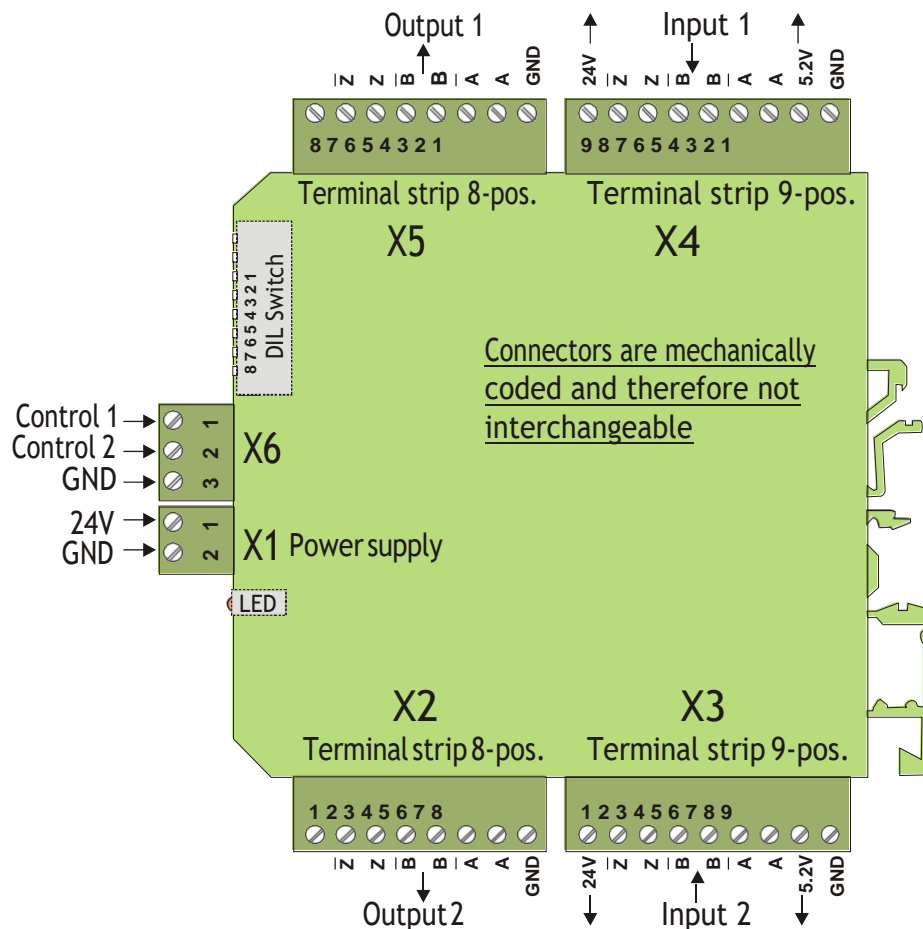 Output 1
Input 1
Z̅ Z B̅ B A̅ A GND
24V Z̅ Z B̅ B A̅ A 5.2V GND
8 7 6 5 4 3 2 1
9 8 7 6 5 4 3 2 1
Terminal strip 8-pos.
Terminal strip 9-pos.
X5
X4
8 7 6 5 4 3 2 1
DIL Switch
Connectors are mechanically
coded and therefore not
interchangeable
Control 1
Control 2
GND
1
2
3
X6
24V
GND
1
2
X1 Power supply
LED
X2
X3
Terminal strip 8-pos.
Terminal strip 9-pos.
1 2 3 4 5 6 7 8
1 2 3 4 5 6 7 8 9
Z̅ Z B̅ B A̅ A GND
24V Z̅ Z B̅ B A̅ A 5.2V GND
Output 2
Input 2